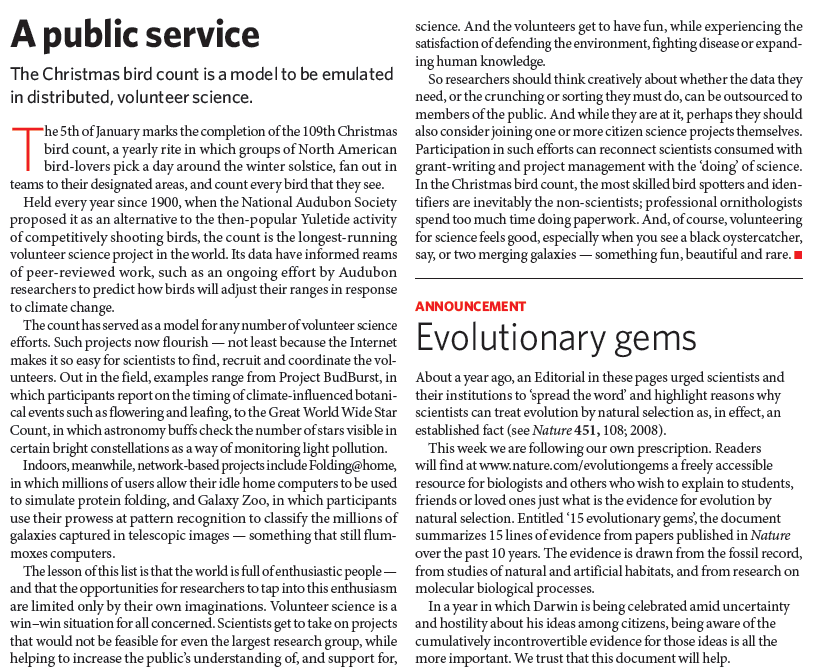 A public service
The Christmas bird count is a model to be emulated
in distributed, volunteer science.
The 5th of January marks the completion of the 109th Christmas
bird count, a yearly rite in which groups of North American
bird-lovers pick a day around the winter solstice, fan out in
teams to their designated areas, and count every bird that they see.
Held every year since 1900, when the National Audubon Society
proposed it as an alternative to the then-popular Yuletide activity
of competitively shooting birds, the count is the longest-running
volunteer science project in the world. Its data have informed reams
of peer-reviewed work, such as an ongoing effort by Audubon
researchers to predict how birds will adjust their ranges in response
to climate change.
The count has served as a model for any number of volunteer science
efforts. Such projects now flourish — not least because the Internet
makes it so easy for scientists to find, recruit and coordinate the vol-
unteers. Out in the field, examples range from Project BudBurst, in
which participants report on the timing of climate-influenced botani-
cal events such as flowering and leafing, to the Great World Wide Star
Count, in which astronomy buffs check the number of stars visible in
certain bright constellations as a way of monitoring light pollution.
Indoors, meanwhile, network-based projects include Folding@home,
in which millions of users allow their idle home computers to be used
to simulate protein folding, and Galaxy Zoo, in which participants
use their prowess at pattern recognition to classify the millions of
galaxies captured in telescopic images — something that still flum-
moxes computers.
The lesson of this list is that the world is full of enthusiastic people —
and that the opportunities for researchers to tap into this enthusiasm
are limited only by their own imaginations. Volunteer science is a
win–win situation for all concerned. Scientists get to take on projects
that would not be feasible for even the largest research group, while
helping to increase the public's understanding of, and support for,
science. And the volunteers get to have fun, while experiencing the
satisfaction of defending the environment, fighting disease or expand-
ing human knowledge.
So researchers should think creatively about whether the data they
need, or the crunching or sorting they must do, can be outsourced to
members of the public. And while they are at it, perhaps they should
also consider joining one or more citizen science projects themselves.
Participation in such efforts can reconnect scientists consumed with
grant-writing and project management with the 'doing' of science.
In the Christmas bird count, the most skilled bird spotters and iden-
tifiers are inevitably the non-scientists; professional ornithologists
spend too much time doing paperwork. And, of course, volunteering
for science feels good, especially when you see a black oystercatcher,
say, or two merging galaxies — something fun, beautiful and rare. ■
ANNOUNCEMENT
Evolutionary gems
About a year ago, an Editorial in these pages urged scientists and
their institutions to 'spread the word' and highlight reasons why
scientists can treat evolution by natural selection as, in effect, an
established fact (see Nature 451, 108; 2008).
This week we are following our own prescription. Readers
will find at www.nature.com/evolutiongems a freely accessible
resource for biologists and others who wish to explain to students,
friends or loved ones just what is the evidence for evolution by
natural selection. Entitled '15 evolutionary gems', the document
summarizes 15 lines of evidence from papers published in Nature
over the past 10 years. The evidence is drawn from the fossil record,
from studies of natural and artificial habitats, and from research on
molecular biological processes.
In a year in which Darwin is being celebrated amid uncertainty
and hostility about his ideas among citizens, being aware of the
cumulatively incontrovertible evidence for those ideas is all the
more important. We trust that this document will help.